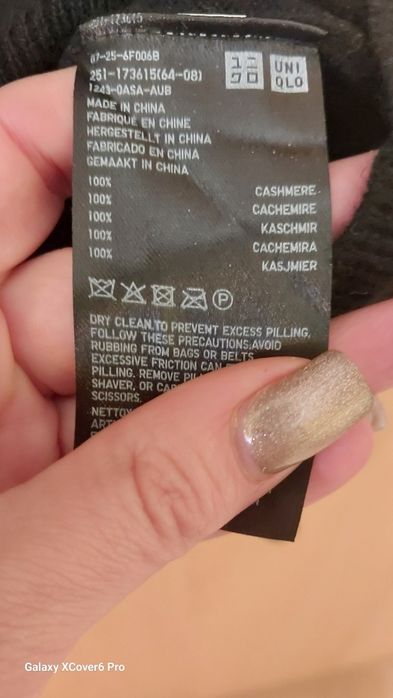 251-173615
07-25-6F006B
251-173615(64-08)
1243-0ASA-AUB
ユニ
クロ
UNI
QLO
MADE IN CHINA
FABRIQUÉ EN CHINE
HERGESTELLT IN CHINA
FABRICADO EN CHINA
GEMAAKT IN CHINA
100% CASHMERE
100% CACHEMIRE
100% KASCHMIR
100% CACHEMIRA
100% KASJMIER
P
DRY CLEAN.TO PREVENT EXCESS PILLING,
FOLLOW THESE PRECAUTIONS.AVOID
RUBBING FROM BAGS OR BELTS.
EXCESSIVE FRICTION CAN
PILLING. REMOVE
SHAVER, OR
SCISSORS.
Galaxy XCover6 Pro